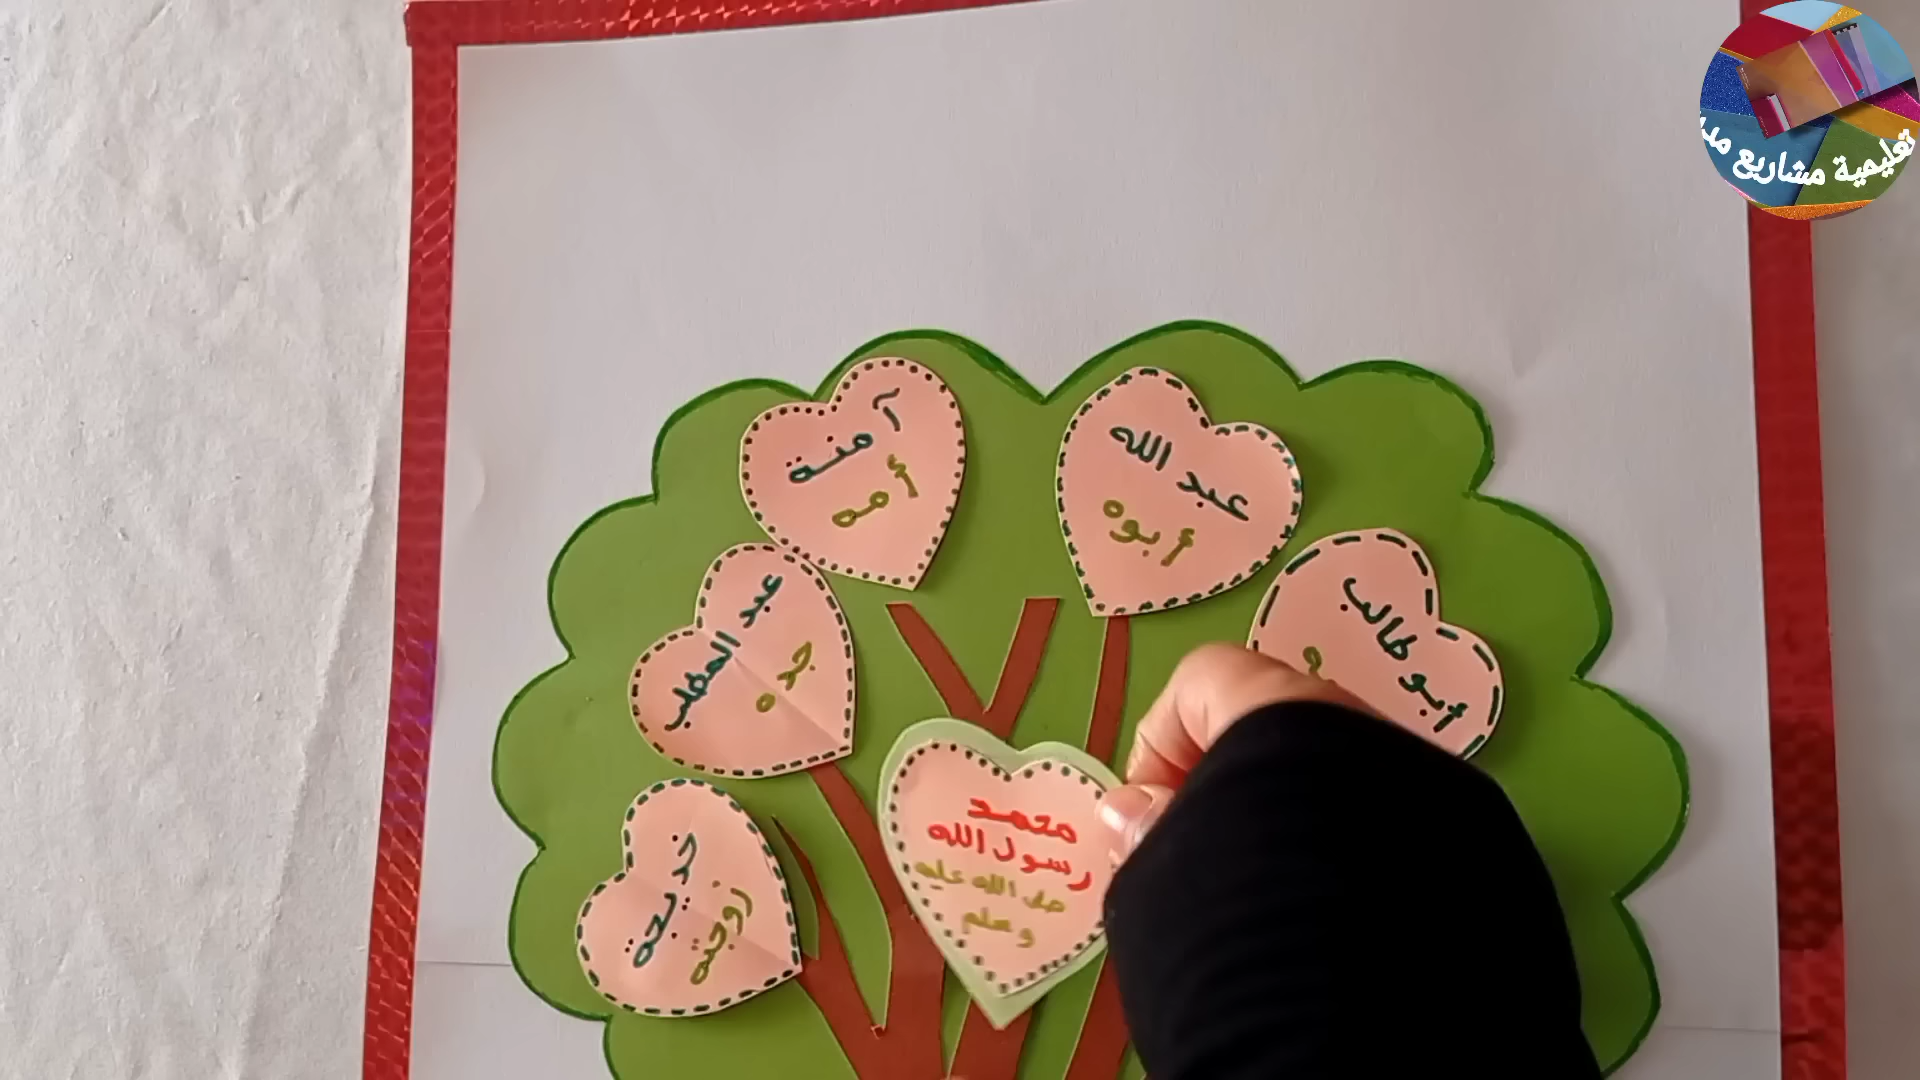 آمنة
أمه
عبد الله
أبوه
عبد المطلب
جده
أبو طالب
خديجة
زوجته
محمد
رسول الله
صلى الله عليه
وسلم
تعليمية مشاريع